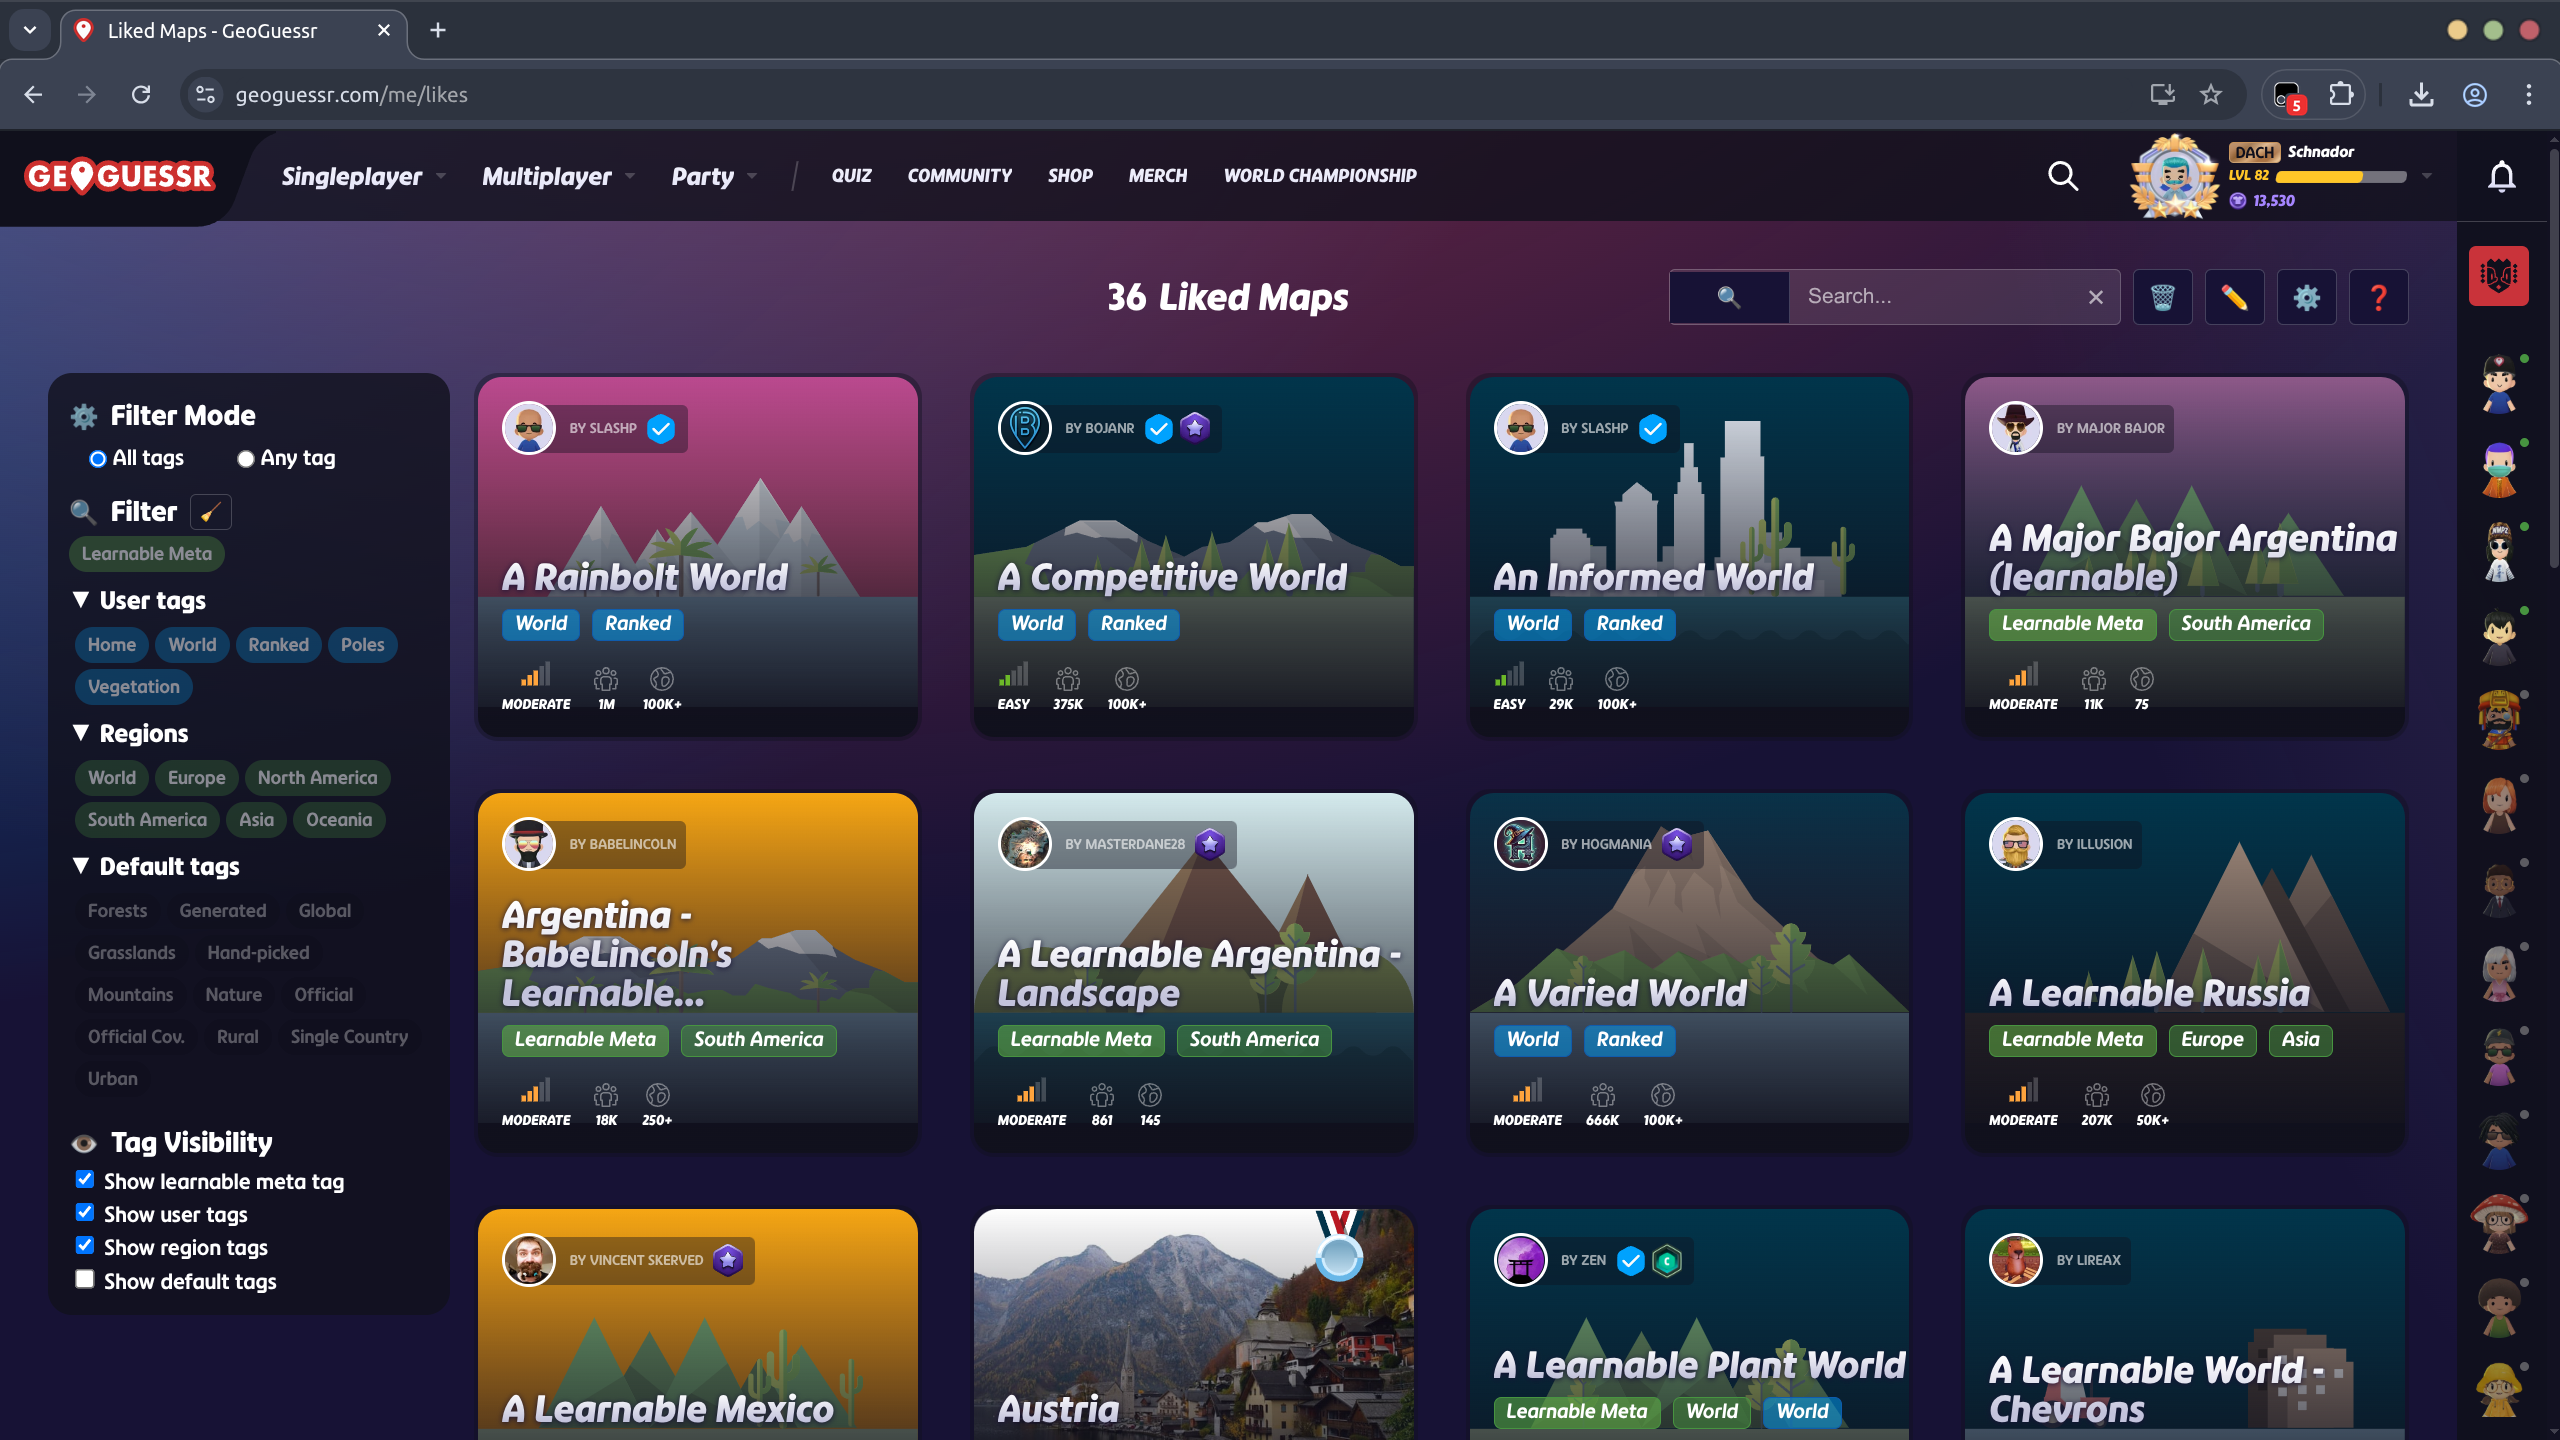 Liked Maps - GeoGuessr
geoguessr.com/me/likes
5
GEOGUESSR
Singleplayer
Multiplayer
Party
QUIZ
COMMUNITY
SHOP
MERCH
WORLD CHAMPIONSHIP
DACH Schnador
LVL 82
13,530
36 Liked Maps
Search...
Filter Mode
All tags
Any tag
Filter
Learnable Meta
User tags
Home World Ranked Poles
Vegetation
Regions
World Europe North America
South America Asia Oceania
Default tags
Forests Generated Global
Grasslands Hand-picked
Mountains Nature Official
Official Cov. Rural Single Country
Urban
Tag Visibility
Show learnable meta tag
Show user tags
Show region tags
Show default tags
BY SLASHP
A Rainbolt World
World Ranked
MODERATE 1M 100K+
BY BOJANR
A Competitive World
World Ranked
EASY 375K 100K+
BY SLASHP
An Informed World
World Ranked
EASY 29K 100K+
BY MAJOR BAJOR
A Major Bajor Argentina
(learnable)
Learnable Meta South America
MODERATE 11K 75
BY BABELINCOLN
Argentina -
BabeLincoln's
Learnable...
Learnable Meta South America
MODERATE 18K 250+
BY MASTERDANE28
A Learnable Argentina -
Landscape
Learnable Meta South America
MODERATE 861 145
BY HOGMANIA
A Varied World
World Ranked
MODERATE 666K 100K+
BY ILLUSION
A Learnable Russia
Learnable Meta Europe Asia
MODERATE 207K 50K+
BY VINCENT SKERVED
A Learnable Mexico
Austria
BY ZEN
A Learnable Plant World
Learnable Meta World World
BY LIREAX
A Learnable World -
Chevrons